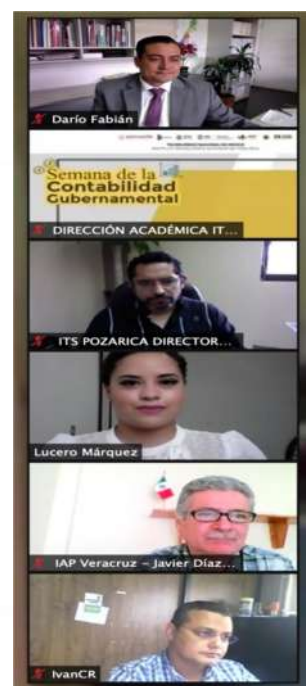 Darío Fabián
Semana de la
Contabilidad
Gubernamental
DIRECCIÓN ACADÉMICA IT...
ITS POZARICA DIRECTOR...
Lucero Márquez
IAP Veracruz – Javier Díaz...
IvanCR